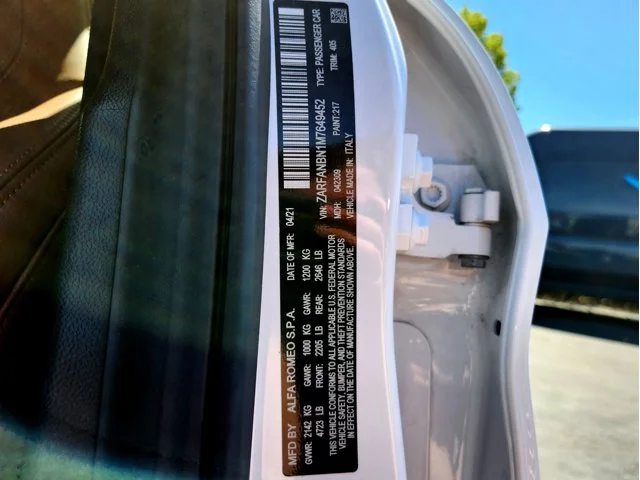 MFD BY ALFA ROMEO S.P.A. DATE OF MFR: 04/21
GVWR: 2142 KG GAWR: 1000 KG GAWR: 1200 KG
4723 LB FRONT: 2205 LB REAR: 2646 LB
THIS VEHICLE CONFORMS TO ALL APPLICABLE U.S. FEDERAL MOTOR
VEHICLE SAFETY, BUMPER, AND THEFT PREVENTION STANDARDS
IN EFFECT ON THE DATE OF MANUFACTURE SHOWN ABOVE.
VIN: ZARFANBN1M7649452 TYPE: PASSENGER CAR
MDH: 042309 PAINT:217 TRIM: 405
VEHICLE MADE IN: ITALY